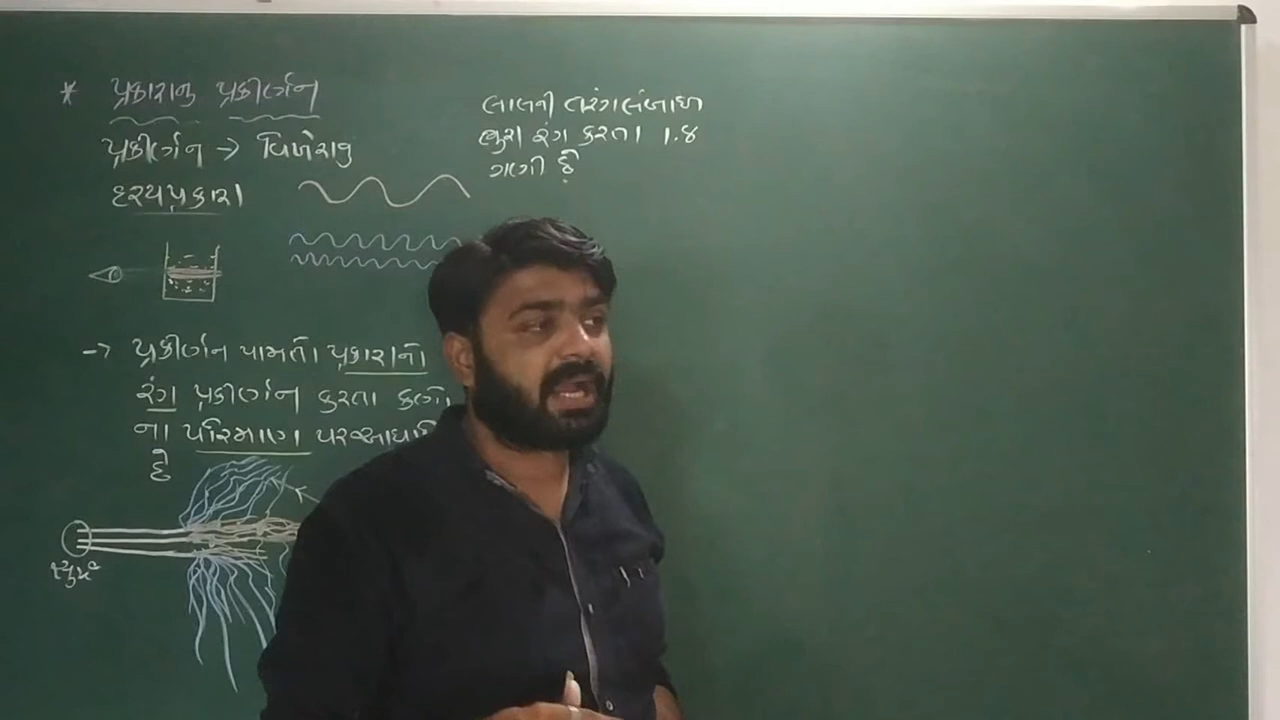 * પ્રકાશનુ પ્રકીર્ણન
પ્રકીર્ણન → વિખેરાવુ
દશ્યપ્રકાશ
→ પ્રકીર્ણન પામતા પ્રકાશનો
રંગ પ્રકીર્ણન કરતા કણો
ના પરિમાણ પર આધાર
છે
સૂર્ય
લાલની તરંગલંબાઇ
ભુરા રંગ કરતા 1.૪
ગણી છે